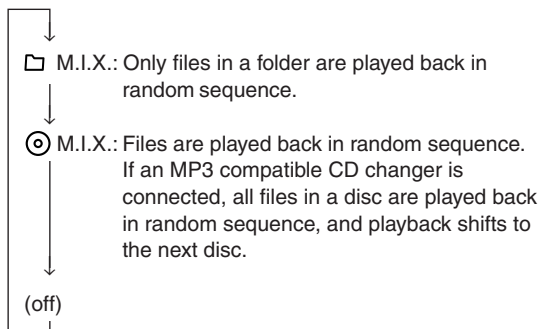 M.I.X.: Only files in a folder are played back in
random sequence.
M.I.X.: Files are played back in random sequence.
If an MP3 compatible CD changer is
connected, all files in a disc are played back
in random sequence, and playback shifts to
the next disc.
(off)